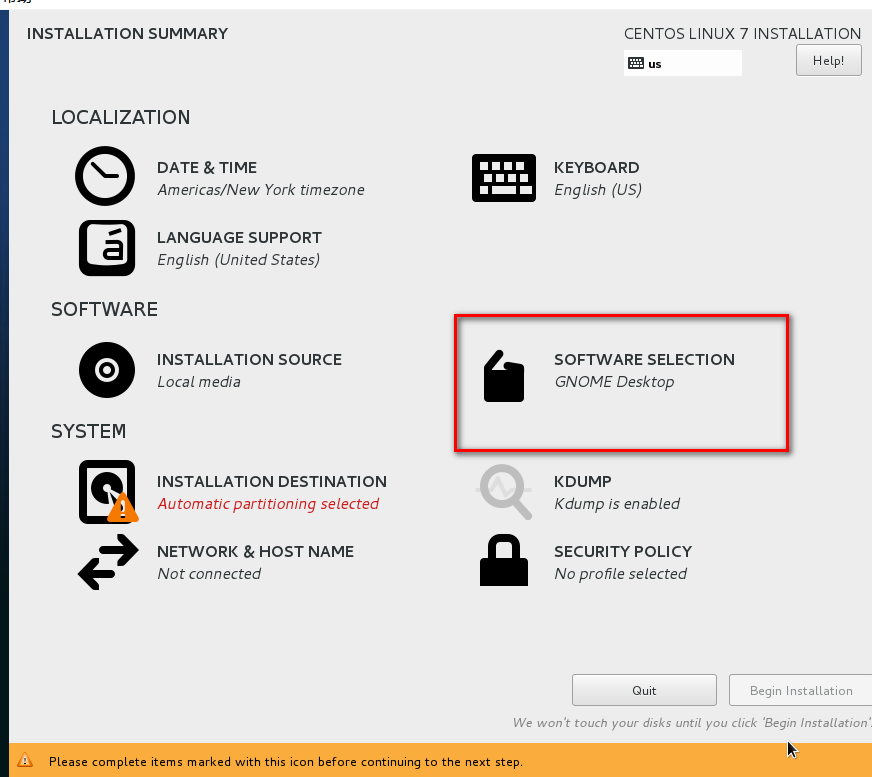 INSTALLATION SUMMARY
CENTOS LINUX 7 INSTALLATION
us
Help!
LOCALIZATION
DATE & TIME
Americas/New York timezone
KEYBOARD
English (US)
LANGUAGE SUPPORT
English (United States)
SOFTWARE
INSTALLATION SOURCE
Local media
SOFTWARE SELECTION
GNOME Desktop
SYSTEM
INSTALLATION DESTINATION
Automatic partitioning selected
KDUMP
Kdump is enabled
NETWORK & HOST NAME
Not connected
SECURITY POLICY
No profile selected
Quit
Begin Installation
We won't touch your disks until you click 'Begin Installation'.
Please complete items marked with this icon before continuing to the next step.